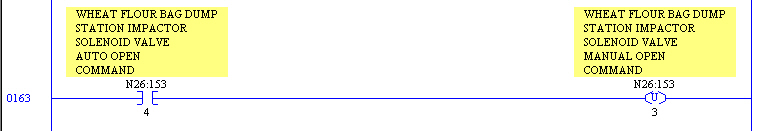 WHEAT FLOUR BAG DUMP
STATION IMPACTOR
SOLENOID VALVE
AUTO OPEN
COMMAND
N26:153
4
WHEAT FLOUR BAG DUMP
STATION IMPACTOR
SOLENOID VALVE
MANUAL OPEN
COMMAND
N26:153
U
3
0163